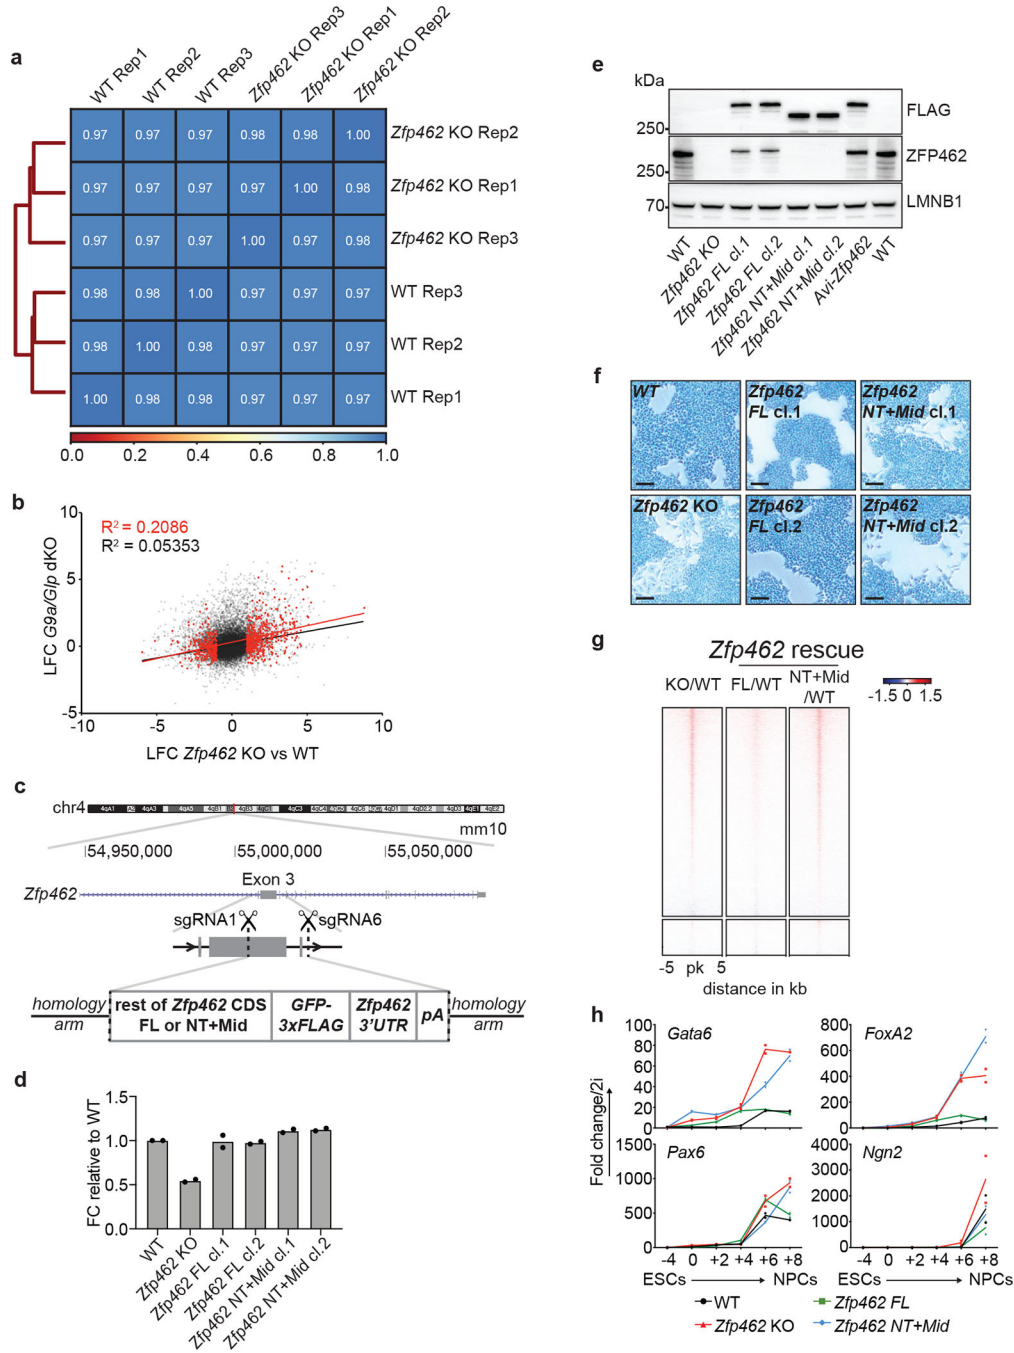 a
WT Rep1
WT Rep2
WT Rep3
Zfp462 KO Rep3
Zfp462 KO Rep1
Zfp462 KO Rep2
0.97 0.97 0.97 0.98 0.98 1.00 Zfp462 KO Rep2
0.97 0.97 0.97 0.97 1.00 0.98 Zfp462 KO Rep1
0.97 0.97 0.97 1.00 0.97 0.98 Zfp462 KO Rep3
0.98 0.98 1.00 0.97 0.97 0.97 WT Rep3
0.98 1.00 0.98 0.97 0.97 0.97 WT Rep2
1.00 0.98 0.98 0.97 0.97 0.97 WT Rep1
0.0 0.2 0.4 0.6 0.8 1.0
b
R² = 0.2086
R² = 0.05353
LFC G9a/Glp dKO
10
5
0
-5
-10 -5 0 5 10
LFC Zfp462 KO vs WT
c
chr4
mm10
54,950,000 55,000,000 55,050,000
Exon 3
Zfp462
sgRNA1 sgRNA6
homology arm
rest of Zfp462 CDS
FL or NT+Mid
GFP-
3xFLAG
Zfp462
3'UTR
pA
homology arm
d
FC relative to WT
1.5
1.0
0.5
0.0
WT
Zfp462 KO
Zfp462 FL cl.1
Zfp462 FL cl.2
Zfp462 NT+Mid cl.1
Zfp462 NT+Mid cl.2
e
kDa
FLAG
250
ZFP462
250
LMNB1
70
WT
Zfp462 KO
Zfp462 FL cl.1
Zfp462 FL cl.2
Zfp462 NT+Mid cl.1
Zfp462 NT+Mid cl.2
Avi-Zfp462
WT
f
WT
Zfp462
FL cl.1
Zfp462
NT+Mid cl.1
Zfp462 KO
Zfp462
FL cl.2
Zfp462
NT+Mid cl.2
g
Zfp462 rescue
KO/WT
FL/WT
NT+Mid
/WT
-1.5 0 1.5
-5 pk 5
distance in kb
h
Fold change/2i
Gata6
100
80
60
40
20
0
FoxA2
800
600
400
200
0
Pax6
1500
1000
500
0
Ngn2
4000
3000
2000
1000
0
-4 0 +2 +4 +6 +8
ESCs NPCs
-4 0 +2 +4 +6 +8
ESCs NPCs
WT
Zfp462 FL
Zfp462 KO
Zfp462 NT+Mid